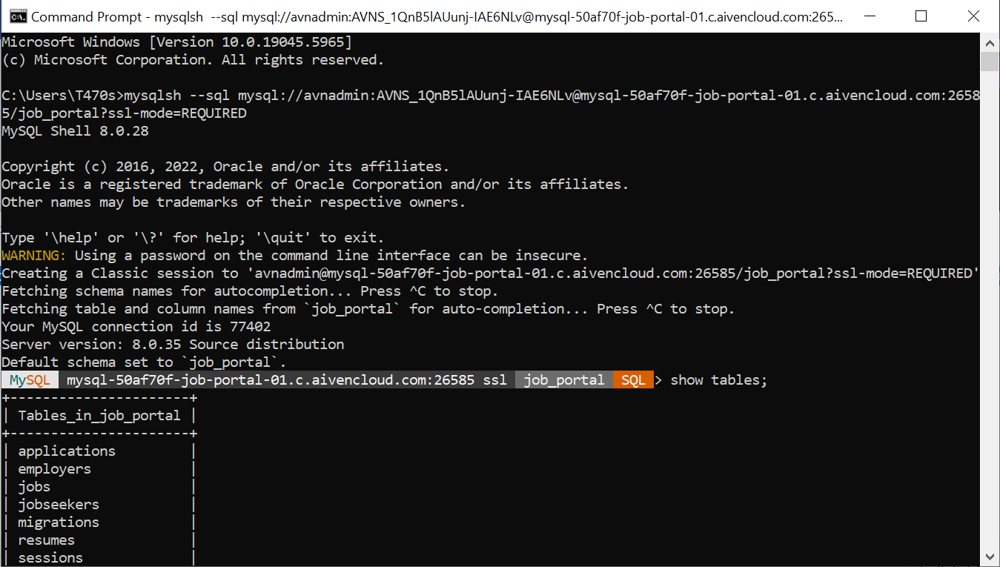 Command Prompt - mysqlsh --sql mysql://avnadmin:AVNS_1QnB5lAUunj-IAE6NLv@mysql-50af70f-job-portal-01.c.aivencloud.com:265...
Microsoft Windows [Version 10.0.19045.5965]
(c) Microsoft Corporation. All rights reserved.
C:\Users\T470s>mysqlsh --sql mysql://avnadmin:AVNS_1QnB5lAUunj-IAE6NLv@mysql-50af70f-job-portal-01.c.aivencloud.com:2658
5/job_portal?ssl-mode=REQUIRED
MySQL Shell 8.0.28
Copyright (c) 2016, 2022, Oracle and/or its affiliates.
Oracle is a registered trademark of Oracle Corporation and/or its affiliates.
Other names may be trademarks of their respective owners.
Type '\help' or '\?' for help; '\quit' to exit.
WARNING: Using a password on the command line interface can be insecure.
Creating a Classic session to 'avnadmin@mysql-50af70f-job-portal-01.c.aivencloud.com:26585/job_portal?ssl-mode=REQUIRED'
Fetching schema names for autocompletion... Press ^C to stop.
Fetching table and column names from `job_portal` for auto-completion... Press ^C to stop.
Your MySQL connection id is 77402
Server version: 8.0.35 Source distribution
Default schema set to `job_portal`.
MySQL mysql-50af70f-job-portal-01.c.aivencloud.com:26585 ssl job_portal SQL > show tables;
+----------------------+
| Tables_in_job_portal |
+----------------------+
| applications         |
| employers            |
| jobs                 |
| jobseekers           |
| migrations           |
| resumes              |
| sessions             |